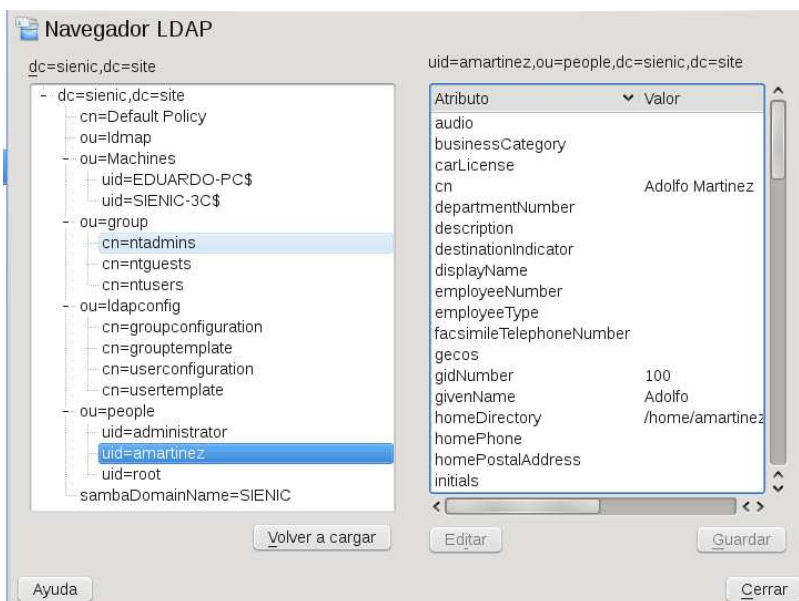 Navegador LDAP
dc=sienic,dc=site
dc=sienic,dc=site
cn=Default Policy
ou=Idmap
ou=Machines
uid=EDUARDO-PC$
uid=SIENIC-3C$
ou=group
cn=ntadmins
cn=ntguests
cn=ntusers
ou=ldapconfig
cn=groupconfiguration
cn=grouptemplate
cn=userconfiguration
cn=usertemplate
ou=people
uid=administrator
uid=amartinez
uid=root
sambaDomainName=SIENIC
Volver a cargar
Ayuda
uid=amartinez,ou=people,dc=sienic,dc=site
Atributo Valor
audio
businessCategory
carLicense
cn Adolfo Martinez
departmentNumber
description
destinationIndicator
displayName
employeeNumber
employeeType
facsimileTelephoneNumber
gecos
gidNumber 100
givenName Adolfo
homeDirectory /home/amartinez
homePhone
homePostalAddress
initials
Editar
Guardar
Cerrar